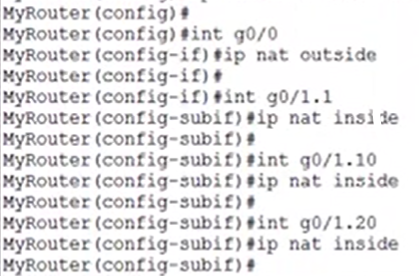 MyRouter(config)#
MyRouter(config)#int g0/0
MyRouter(config-if)#ip nat outside
MyRouter(config-if)#
MyRouter(config-if)#int g0/1.1
MyRouter(config-subif)#ip nat inside
MyRouter(config-subif)#
MyRouter(config-subif)#int g0/1.10
MyRouter(config-subif)#ip nat inside
MyRouter(config-subif)#
MyRouter(config-subif)#int g0/1.20
MyRouter(config-subif)#ip nat inside
MyRouter(config-subif)#